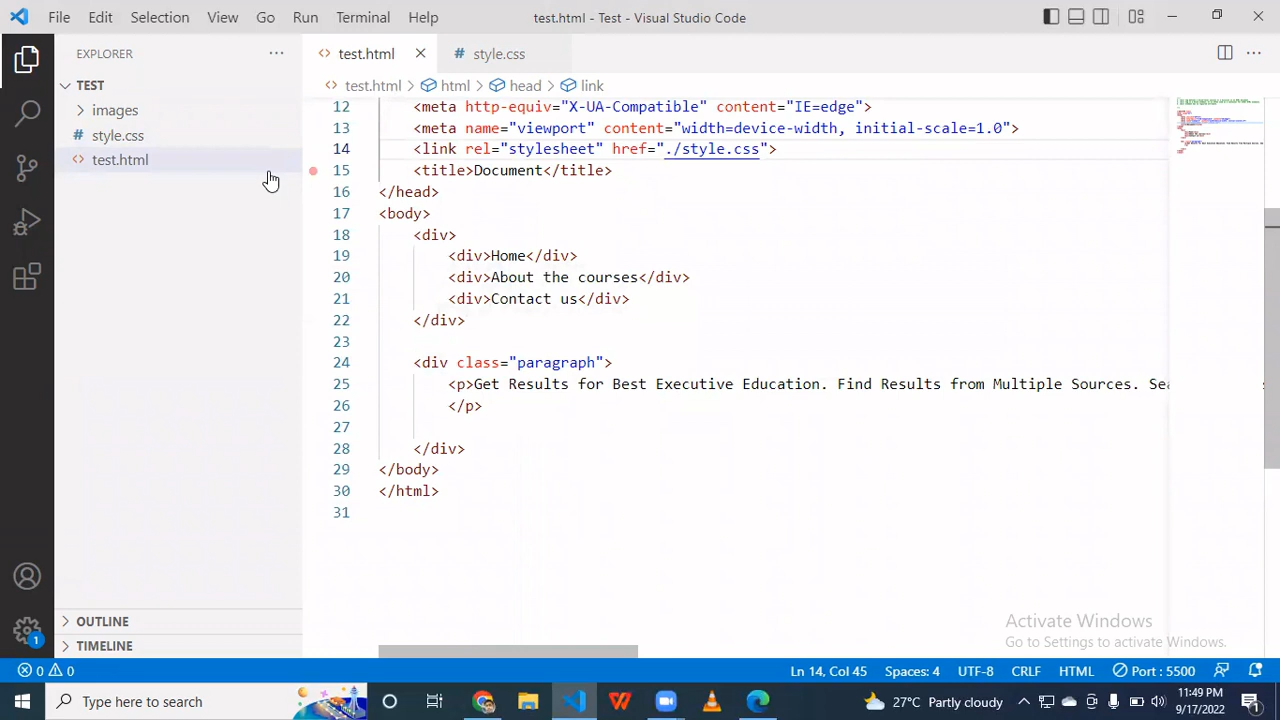 File Edit Selection View Go Run Terminal Help test.html - Test - Visual Studio Code
EXPLORER
TEST
images
style.css
test.html
OUTLINE
TIMELINE
test.html style.css
test.html > html > head > link
12 <meta http-equiv="X-UA-Compatible" content="IE=edge">
13 <meta name="viewport" content="width=device-width, initial-scale=1.0">
14 <link rel="stylesheet" href="./style.css">
15 <title>Document</title>
16 </head>
17 <body>
18 <div>
19 <div>Home</div>
20 <div>About the courses</div>
21 <div>Contact us</div>
22 </div>
23
24 <div class="paragraph">
25 <p>Get Results for Best Executive Education. Find Results from Multiple Sources. Sea
26 </p>
27
28 </div>
29 </body>
30 </html>
31
Activate Windows
Go to Settings to activate Windows.
1
0 0 Ln 14, Col 45 Spaces: 4 UTF-8 CRLF HTML Port : 5500
Type here to search 27°C Partly cloudy 11:49 PM
9/17/2022
1